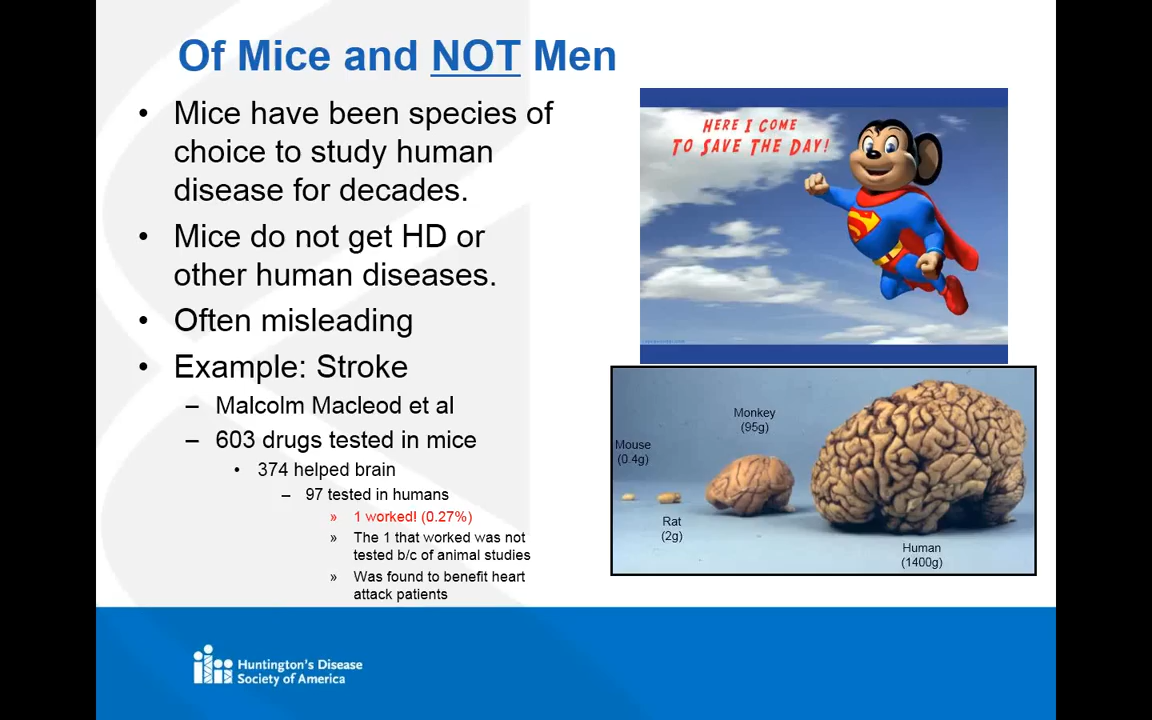 Of Mice and NOT Men
• Mice have been species of
choice to study human
disease for decades.
• Mice do not get HD or
other human diseases.
• Often misleading
• Example: Stroke
– Malcolm Macleod et al
– 603 drugs tested in mice
• 374 helped brain
– 97 tested in humans
» 1 worked! (0.27%)
» The 1 that worked was not
tested b/c of animal studies
» Was found to benefit heart
attack patients
HERE I COME
TO SAVE THE DAY!
S
Mouse
(0.4g)
Rat
(2g)
Monkey
(95g)
Human
(1400g)
Huntington's Disease
Society of America